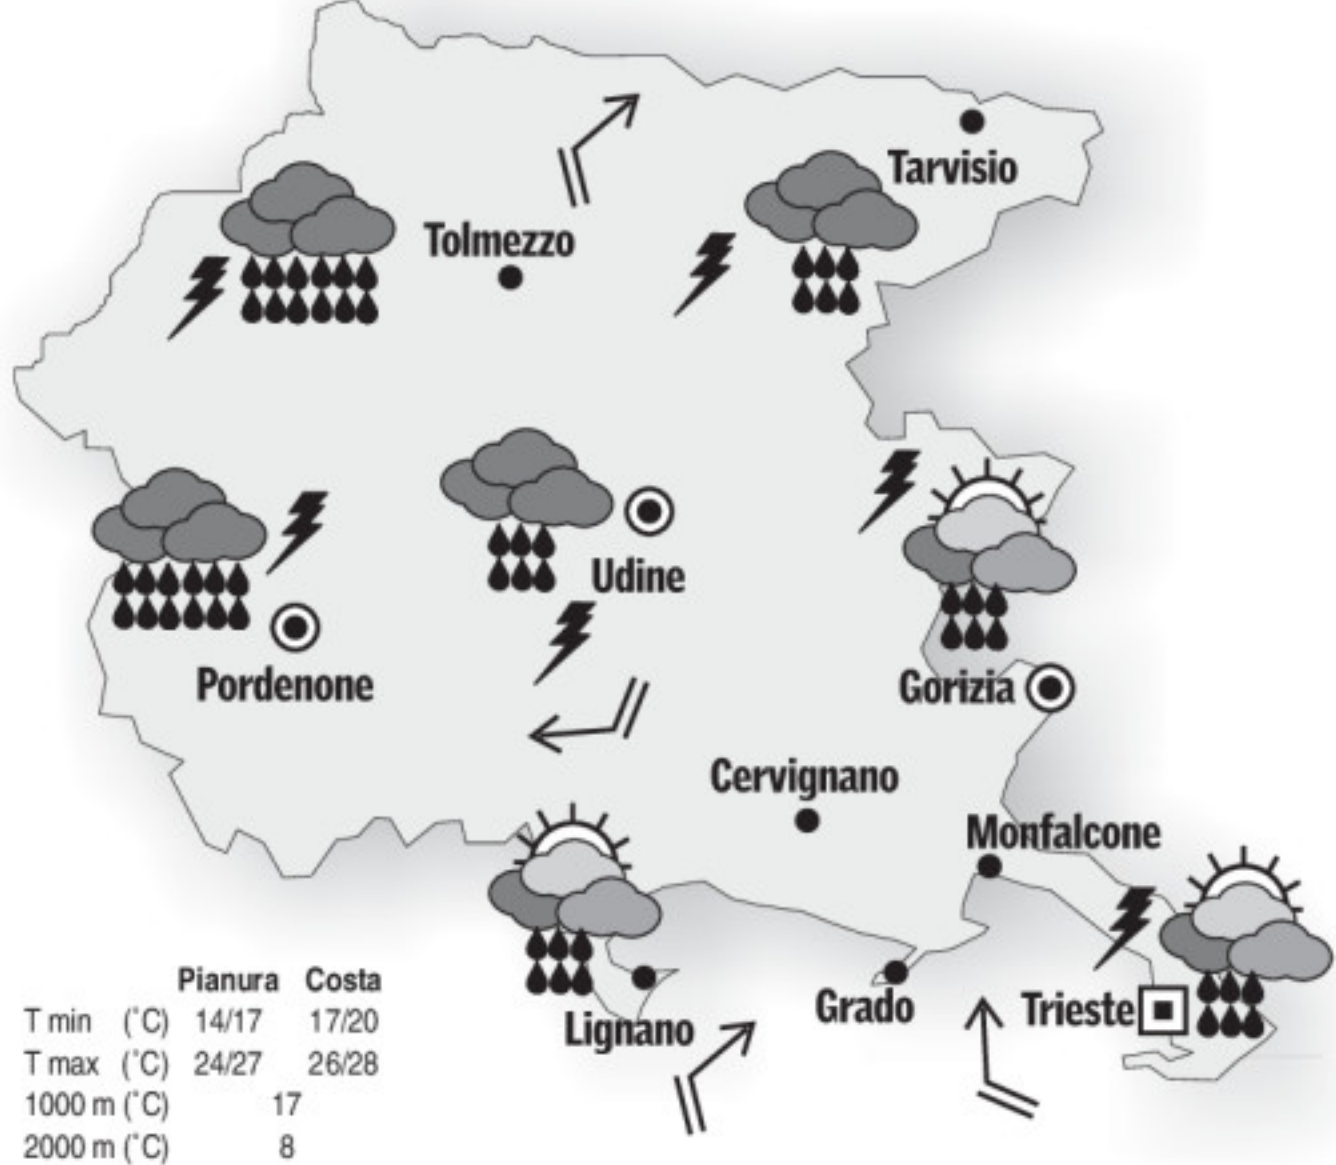 Tarvisio
Tolmezzo
Udine
Pordenone
Gorizia
Cervignano
Monfalcone
Grado
Trieste
Lignano
Pianura Costa
T min (°C) 14/17 17/20
T max (°C) 24/27 26/28
1000 m (°C) 17
2000 m (°C) 8